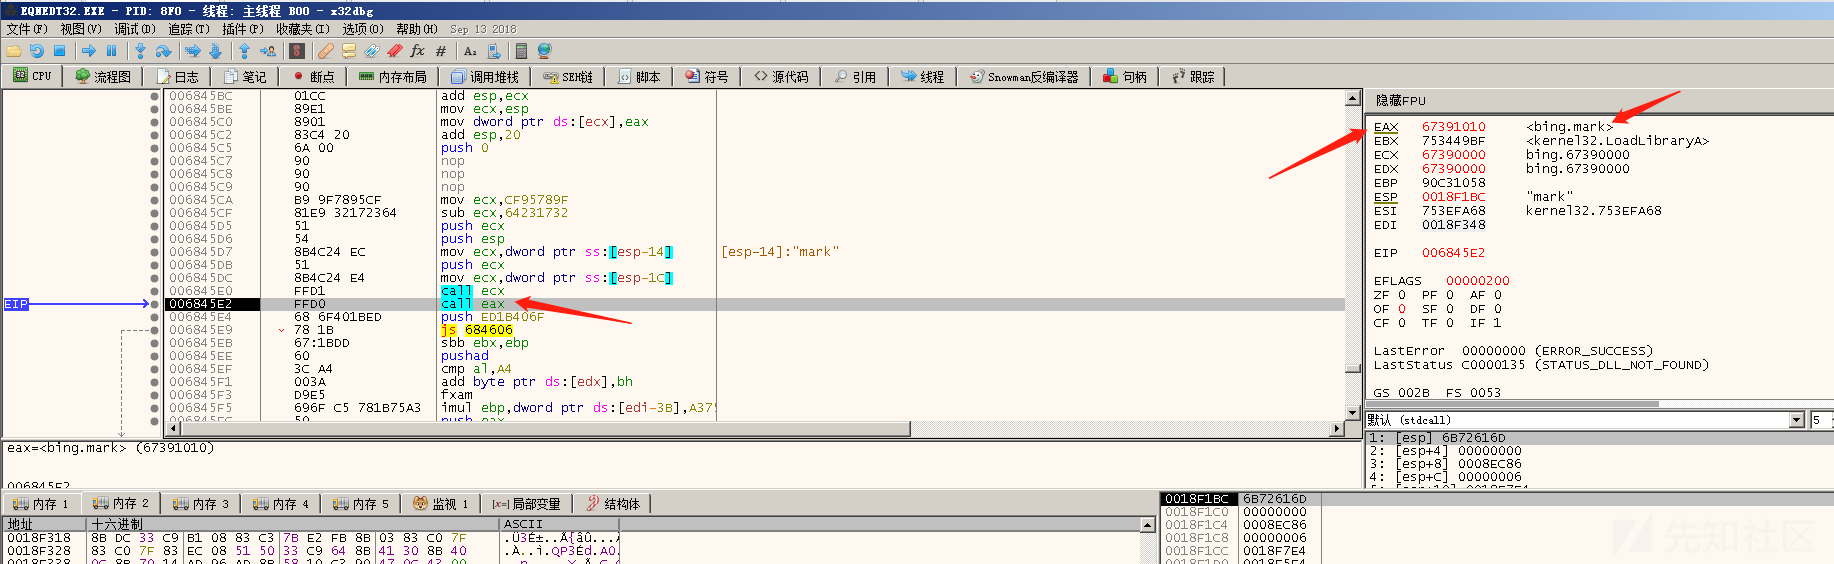 EQNEDT32.EXE - PID: 8F0 - 线程: 主线程 B00 - x32dbg
文件(F) 视图(V) 调试(D) 追踪(T) 插件(P) 收藏夹(I) 选项(O) 帮助(H) Sep 13 2018
CPU 流程图 日志 笔记 断点 内存布局 调用堆栈 SEH链 脚本 符号 源代码 引用 线程 Snowman反编译器 句柄 跟踪
006845BC 01CC add esp,ecx
006845BE 89E1 mov ecx,esp
006845C0 8901 mov dword ptr ds:[ecx],eax
006845C2 83C4 20 add esp,20
006845C5 6A 00 push 0
006845C7 90 nop
006845C8 90 nop
006845C9 90 nop
006845CA B9 9F7895CF mov ecx,CF95789F
006845CF 81E9 32172364 sub ecx,64231732
006845D5 51 push ecx
006845D6 54 push esp
006845D7 8B4C24 EC mov ecx,dword ptr ss:[esp-14] [esp-14]:"mark"
006845DB 51 push ecx
006845DC 8B4C24 E4 mov ecx,dword ptr ss:[esp-1C]
006845E0 FFD1 call ecx
EIP 006845E2 FFD0 call eax
006845E4 68 6F401BED push ED1B406F
006845E9 78 1B js 684606
006845EB 67:1BDD sbb ebx,ebp
006845EE 60 pushad
006845EF 3C A4 cmp al,A4
006845F1 003A add byte ptr ds:[edx],bh
006845F3 D9E5 fxam
006845F5 696F C5 781B75A3 imul ebp,dword ptr ds:[edi-3B],A375
006845FC 50 push eax
隐藏FPU
EAX 67391010 <bing.mark>
EBX 753449BF <kernel32.LoadLibraryA>
ECX 67390000 bing.67390000
EDX 67390000 bing.67390000
EBP 90C31058
ESP 0018F1BC "mark"
ESI 753EFA68 kernel32.753EFA68
EDI 0018F348
EIP 006845E2
EFLAGS 00000200
ZF 0 PF 0 AF 0
OF 0 SF 0 DF 0
CF 0 TF 0 IF 1
LastError 00000000 (ERROR_SUCCESS)
LastStatus C0000135 (STATUS_DLL_NOT_FOUND)
GS 002B FS 0053
默认 (stdcall) 5
1: [esp] 6B72616D
2: [esp+4] 00000000
3: [esp+8] 0008EC86
4: [esp+C] 00000006
eax=<bing.mark> (67391010)
006845E2
内存 1 内存 2 内存 3 内存 4 内存 5 监视 1 局部变量 结构体
地址 十六进制 ASCII
0018F318 8B DC 33 C9 B1 08 83 C3 7B E2 FB 8B 03 83 C0 7F .Ü3É±..Ã{âû...
0018F328 83 C0 7F 83 EC 08 51 50 33 C9 64 8B 41 30 8B 40 .À..ì.QP3Éd.A0.
0018F1BC 6B72616D
0018F1C0 00000000
0018F1C4 0008EC86
0018F1C8 00000006
0018F1CC 0018F7E4
先知社区